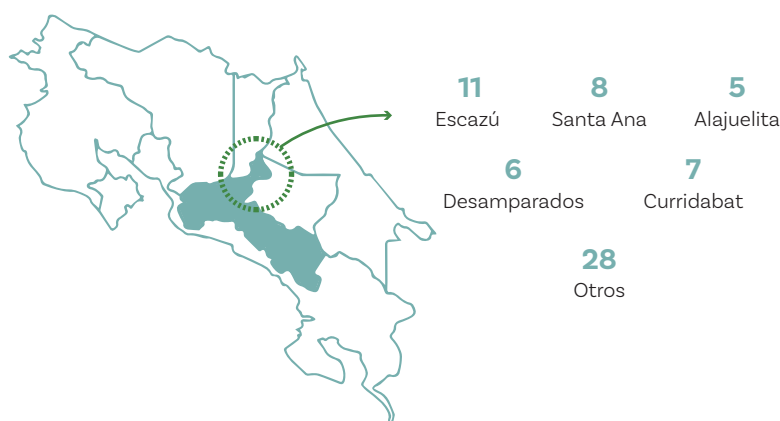 11 8 5
Escazú Santa Ana Alajuelita
6 7
Desamparados Curridabat
28
Otros